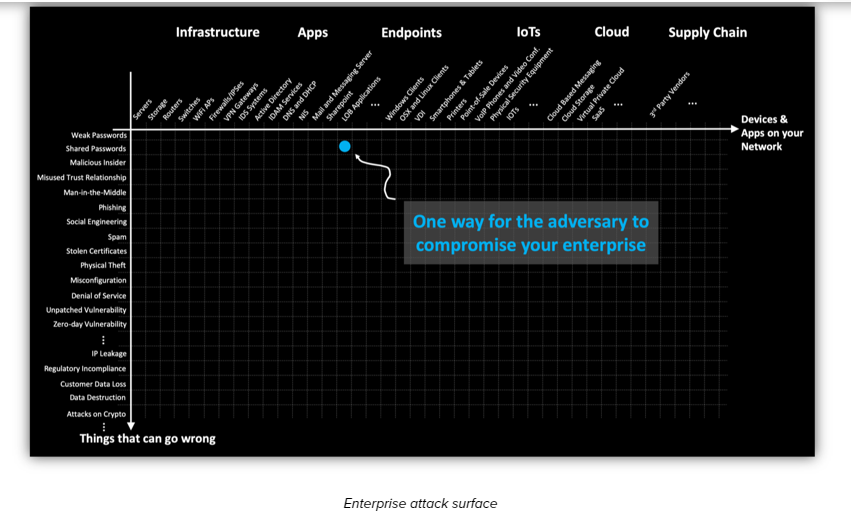 Infrastructure Apps Endpoints IoTs Cloud Supply Chain
Servers
Storage
Routers
Switches
WiFi APs
Firewalls/IPSes
VPN Gateways
IDS Systems
Active Directory
IDAM Services
DNS and DHCP
NIS
Mail and Messaging Server
Sharepoint
LOB Applications
...
Windows Clients
OSX and Linux Clients
VDI
Smartphones & Tablets
Printers
Point-of-Sale Devices
VoIP Phones and Video Conf.
Physical Security Equipment
IOTs
...
Cloud Based Messaging
Cloud Storage
Virtual Private Cloud
SaaS
...
3rd Party Vendors
...
Devices &
Apps on your
Network
Weak Passwords
Shared Passwords
Malicious Insider
Misused Trust Relationship
Man-in-the-Middle
Phishing
Social Engineering
Spam
Stolen Certificates
Physical Theft
Misconfiguration
Denial of Service
Unpatched Vulnerability
Zero-day Vulnerability
⋮
IP Leakage
Regulatory Incompliance
Customer Data Loss
Data Destruction
Attacks on Crypto
⋮
Things that can go wrong
One way for the adversary to
compromise your enterprise
Enterprise attack surface